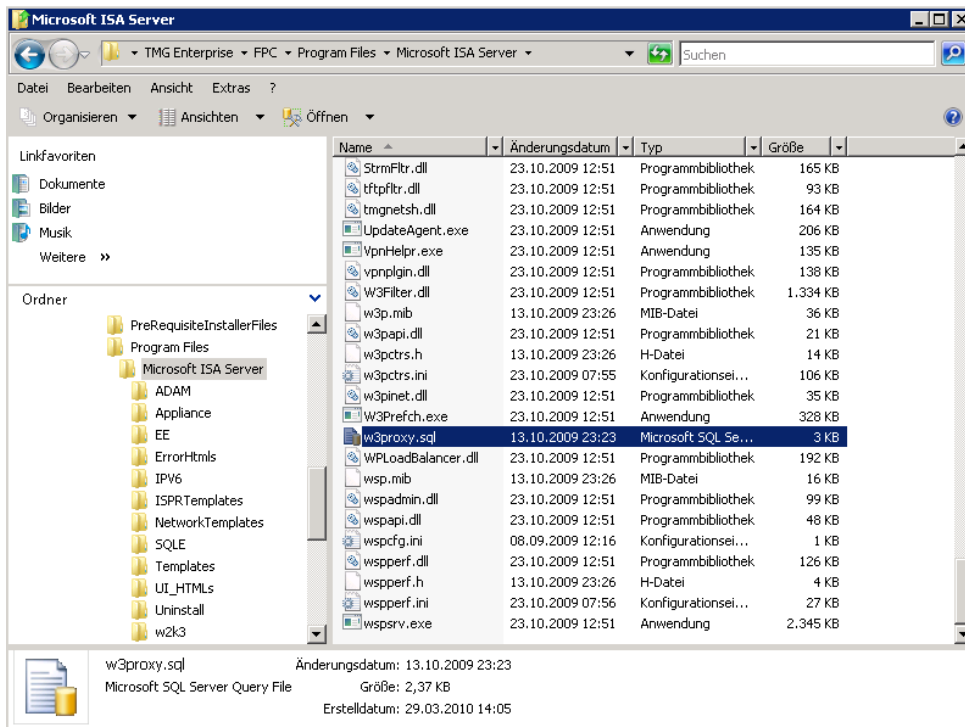 Microsoft ISA Server
TMG Enterprise FPC Program Files Microsoft ISA Server Suchen
Datei Bearbeiten Ansicht Extras ?
Organisieren Ansichten Öffnen
Linkfavoriten
Dokumente
Bilder
Musik
Weitere »
Ordner
PreRequisiteInstallerFiles
Program Files
Microsoft ISA Server
ADAM
Appliance
EE
ErrorHtmls
IPV6
ISPRTemplates
NetworkTemplates
SQLE
Templates
UI_HTMLs
Uninstall
w2k3
Name Änderungsdatum Typ Größe
StrmFltr.dll 23.10.2009 12:51 Programmbibliothek 165 KB
tftpfltr.dll 23.10.2009 12:51 Programmbibliothek 93 KB
tmgnetsh.dll 23.10.2009 12:51 Programmbibliothek 164 KB
UpdateAgent.exe 23.10.2009 12:51 Anwendung 206 KB
VpnHelpr.exe 23.10.2009 12:51 Anwendung 135 KB
vpnplgin.dll 23.10.2009 12:51 Programmbibliothek 138 KB
W3Filter.dll 23.10.2009 12:51 Programmbibliothek 1.334 KB
w3p.mib 13.10.2009 23:26 MIB-Datei 36 KB
w3papi.dll 23.10.2009 12:51 Programmbibliothek 21 KB
w3pctrs.h 13.10.2009 23:26 H-Datei 14 KB
w3pctrs.ini 23.10.2009 07:55 Konfigurationsei... 106 KB
w3pinet.dll 23.10.2009 12:51 Programmbibliothek 35 KB
W3Prefch.exe 23.10.2009 12:51 Anwendung 328 KB
w3proxy.sql 13.10.2009 23:23 Microsoft SQL Se... 3 KB
WPLoadBalancer.dll 23.10.2009 12:51 Programmbibliothek 192 KB
wsp.mib 13.10.2009 23:26 MIB-Datei 16 KB
wspadmin.dll 23.10.2009 12:51 Programmbibliothek 99 KB
wspapi.dll 23.10.2009 12:51 Programmbibliothek 48 KB
wspcfg.ini 08.09.2009 12:16 Konfigurationsei... 1 KB
wspperf.dll 23.10.2009 12:51 Programmbibliothek 126 KB
wspperf.h 13.10.2009 23:26 H-Datei 4 KB
wspperf.ini 23.10.2009 07:56 Konfigurationsei... 27 KB
wspsrv.exe 23.10.2009 12:51 Anwendung 2.345 KB
w3proxy.sql Änderungsdatum: 13.10.2009 23:23
Microsoft SQL Server Query File Größe: 2,37 KB
Erstelldatum: 29.03.2010 14:05